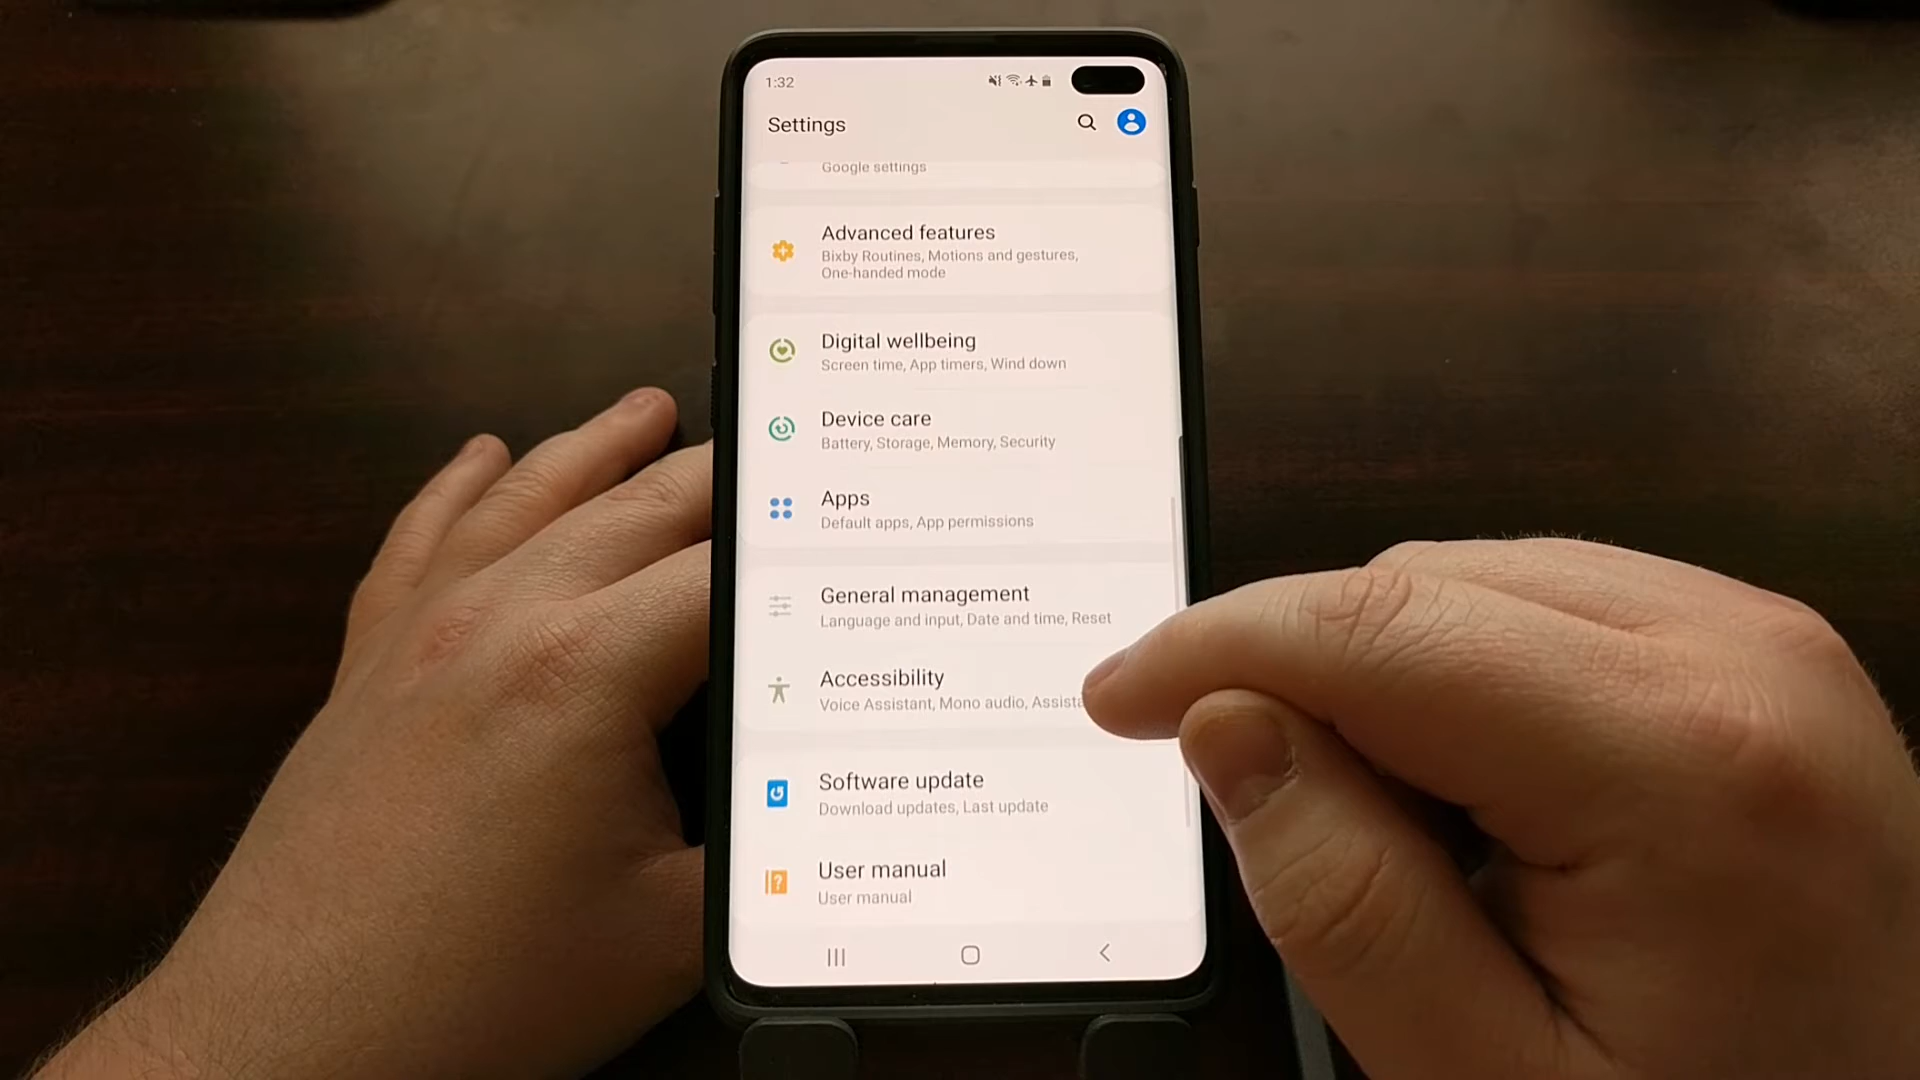 1:32
Settings
Google settings
Advanced features
Bixby Routines, Motions and gestures,
One-handed mode
Digital wellbeing
Screen time, App timers, Wind down
Device care
Battery, Storage, Memory, Security
Apps
Default apps, App permissions
General management
Language and input, Date and time, Reset
Accessibility
Voice Assistant, Mono audio,
Software update
Download updates, Last update
User manual
User manual